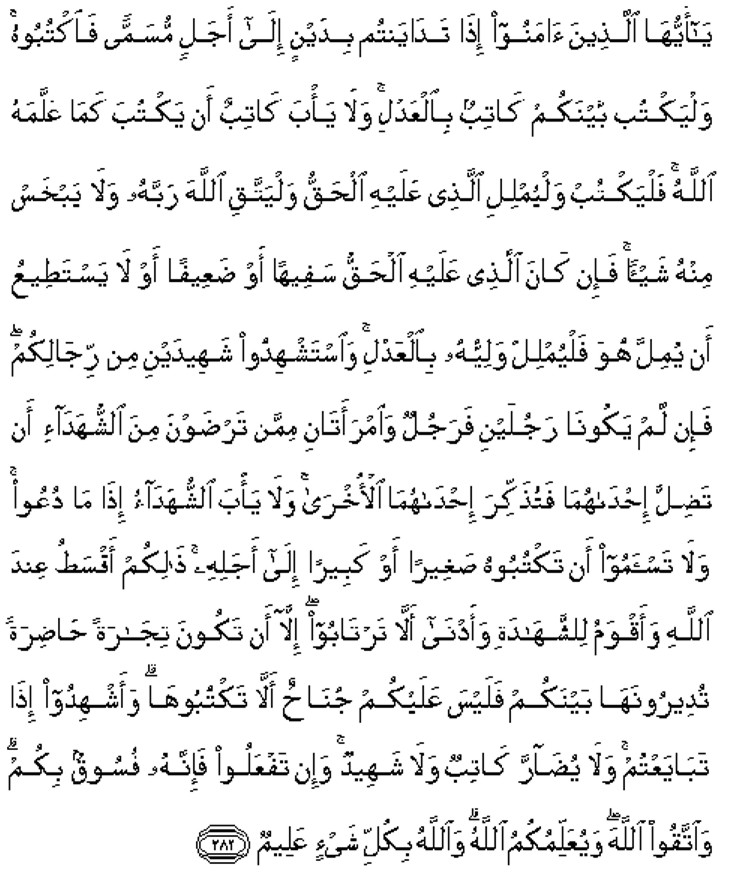 يَٰٓأَيُّهَا ٱلَّذِينَ ءَامَنُوٓا۟ إِذَا تَدَايَنتُم بِدَيْنٍ إِلَىٰٓ أَجَلٍ مُّسَمًّى فَٱكْتُبُوهُ ۚ
وَلْيَكْتُب بَّيْنَكُمْ كَاتِبٌۢ بِٱلْعَدْلِ ۚ وَلَا يَأْبَ كَاتِبٌ أَن يَكْتُبَ كَمَا عَلَّمَهُ
ٱللَّهُ ۚ فَلْيَكْتُبْ وَلْيُمْلِلِ ٱلَّذِى عَلَيْهِ ٱلْحَقُّ وَلْيَتَّقِ ٱللَّهَ رَبَّهُۥ وَلَا يَبْخَسْ
مِنْهُ شَيْـًٔا ۚ فَإِن كَانَ ٱلَّذِى عَلَيْهِ ٱلْحَقُّ سَفِيهًا أَوْ ضَعِيفًا أَوْ لَا يَسْتَطِيعُ
أَن يُمِلَّ هُوَ فَلْيُمْلِلْ وَلِيُّهُۥ بِٱلْعَدْلِ ۚ وَٱسْتَشْهِدُوا۟ شَهِيدَيْنِ مِن رِّجَالِكُمْ ۖ
فَإِن لَّمْ يَكُونَا رَجُلَيْنِ فَرَجُلٌ وَٱمْرَأَتَانِ مِمَّن تَرْضَوْنَ مِنَ ٱلشُّهَدَآءِ أَن
تَضِلَّ إِحْدَىٰهُمَا فَتُذَكِّرَ إِحْدَىٰهُمَا ٱلْأُخْرَىٰ ۚ وَلَا يَأْبَ ٱلشُّهَدَآءُ إِذَا مَا دُعُوا۟ ۚ
وَلَا تَسْـَٔمُوٓا۟ أَن تَكْتُبُوهُ صَغِيرًا أَوْ كَبِيرًا إِلَىٰٓ أَجَلِهِۦ ۚ ذَٰلِكُمْ أَقْسَطُ عِندَ
ٱللَّهِ وَأَقْوَمُ لِلشَّهَٰدَةِ وَأَدْنَىٰٓ أَلَّا تَرْتَابُوٓا۟ ۖ إِلَّآ أَن تَكُونَ تِجَٰرَةً حَاضِرَةً
تُدِيرُونَهَا بَيْنَكُمْ فَلَيْسَ عَلَيْكُمْ جُنَاحٌ أَلَّا تَكْتُبُوهَا ۗ وَأَشْهِدُوٓا۟ إِذَا
تَبَايَعْتُمْ ۚ وَلَا يُضَآرَّ كَاتِبٌ وَلَا شَهِيدٌ ۚ وَإِن تَفْعَلُوا۟ فَإِنَّهُۥ فُسُوقٌۢ بِكُمْ ۗ
وَٱتَّقُوا۟ ٱللَّهَ ۖ وَيُعَلِّمُكُمُ ٱللَّهُ ۗ وَٱللَّهُ بِكُلِّ شَىْءٍ عَلِيمٌ ٢٨٢